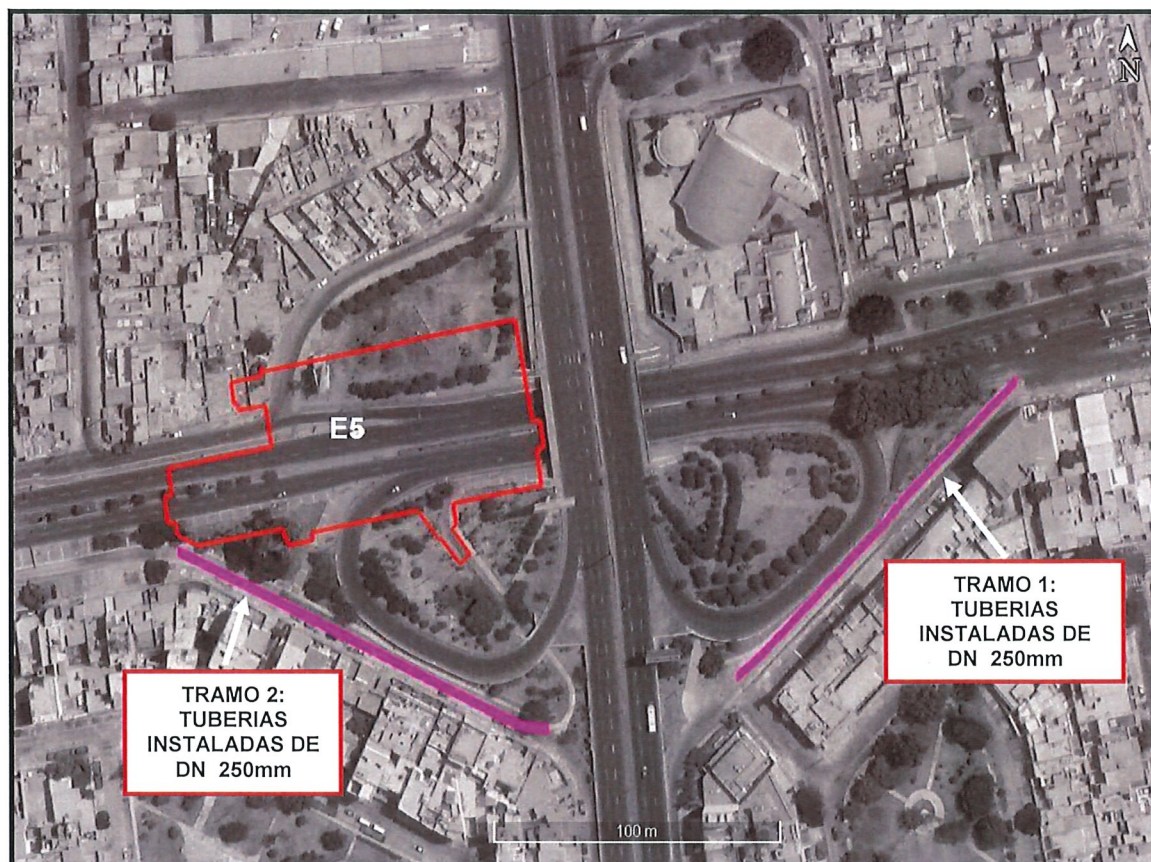 N
E5
TRAMO 1:
TUBERIAS
INSTALADAS DE
DN 250mm
TRAMO 2:
TUBERIAS
INSTALADAS DE
DN 250mm
100 m